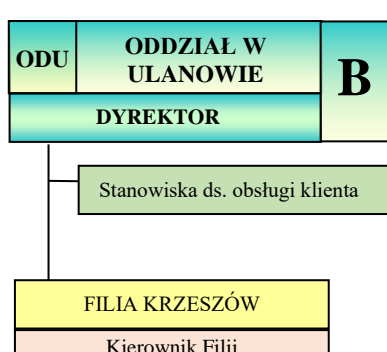 ODU
ODDZIAŁ W
ULANOWIE
B
DYREKTOR
Stanowiska ds. obsługi klienta
FILIA KRZESZÓW
Kierownik Filii